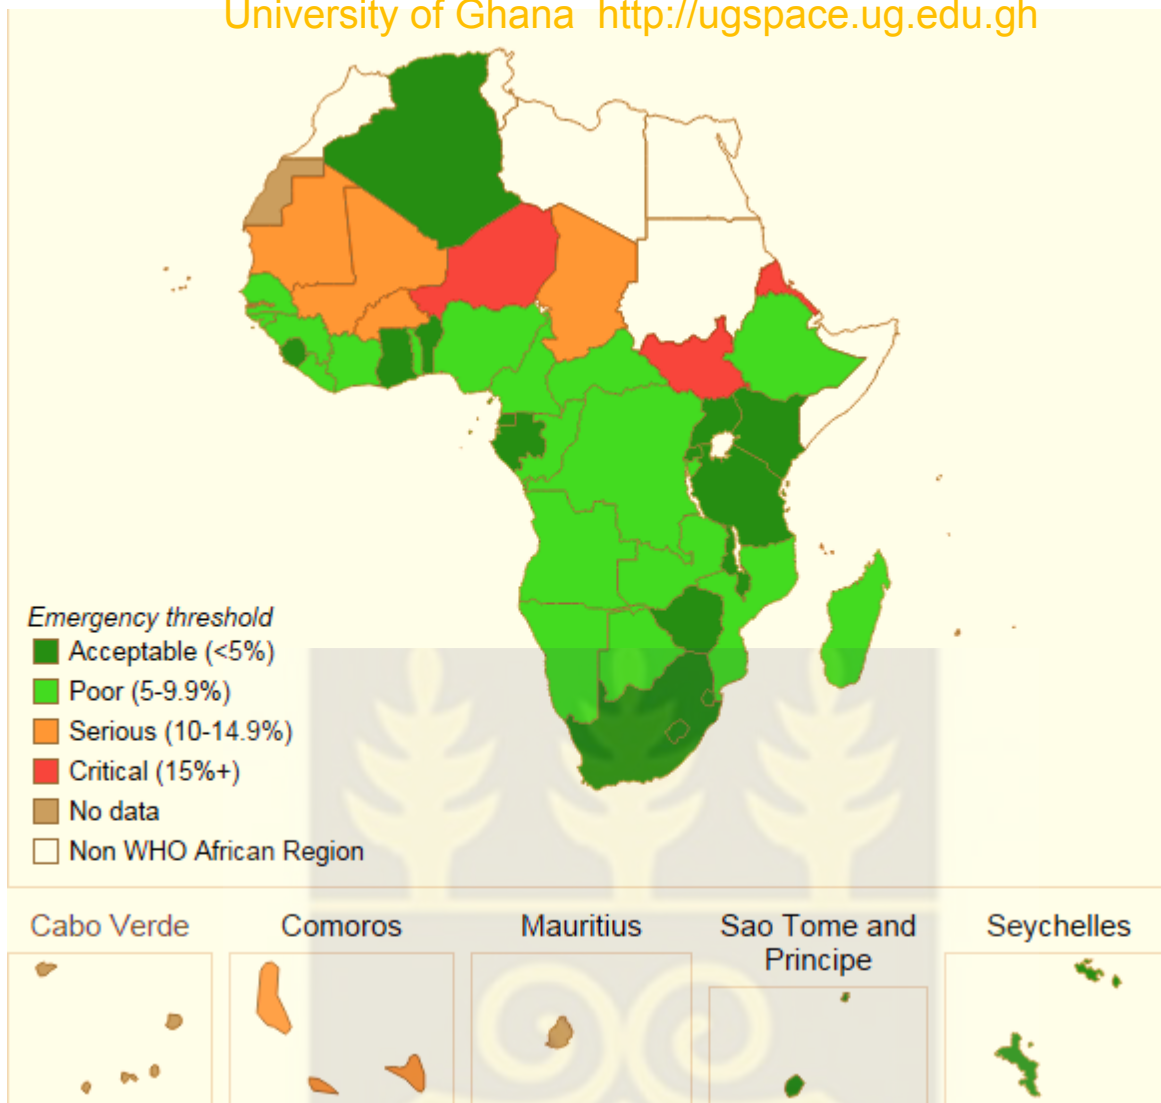 University of Ghana http://ugspace.ug.edu.gh
Emergency threshold
Acceptable (<5%)
Poor (5-9.9%)
Serious (10-14.9%)
Critical (15%+)
No data
Non WHO African Region
Cabo Verde
Comoros
Mauritius
Sao Tome and
Principe
Seychelles